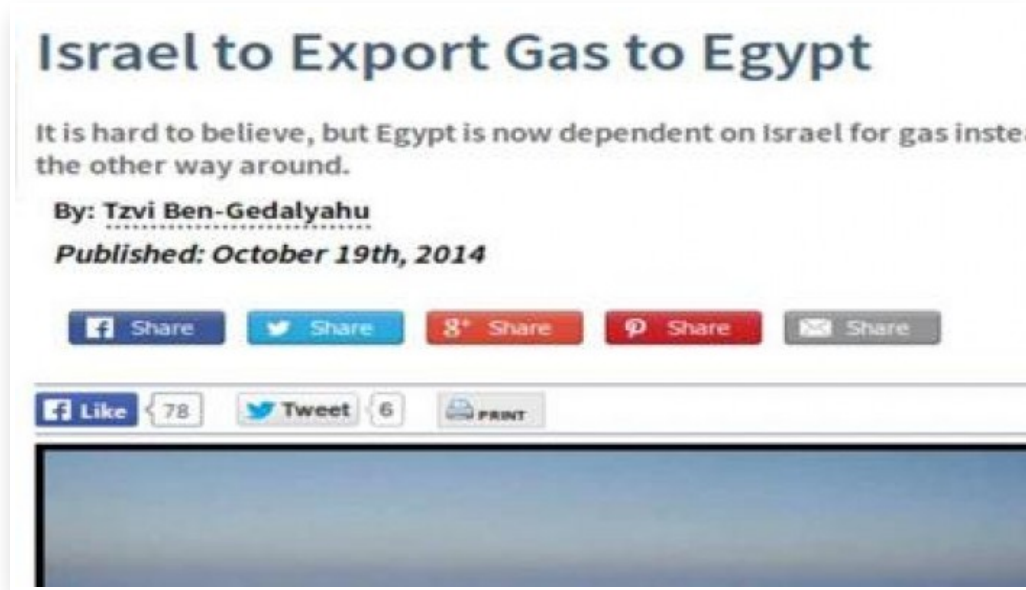 Israel to Export Gas to Egypt
It is hard to believe, but Egypt is now dependent on Israel for gas
the other way around.
By: Tzvi Ben-Gedalyahu
Published: October 19th, 2014
Share Share Share Share Share
Like 78 Tweet 6 PRINT